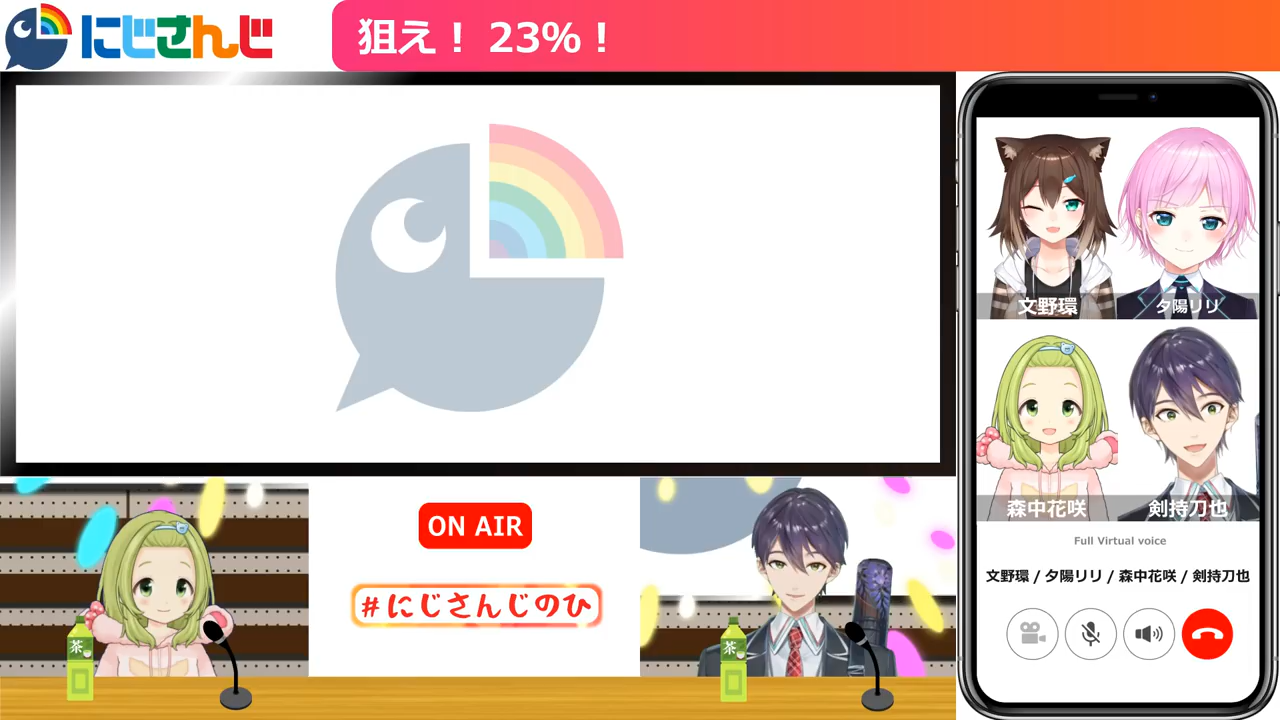 にじさんじ
狙え！ 23%！
文野環
夕陽リリ
森中花咲
剣持刀也
Full Virtual voice
文野環 / 夕陽リリ / 森中花咲 / 剣持刀也
ON AIR
#にじさんじのひ
茶
茶